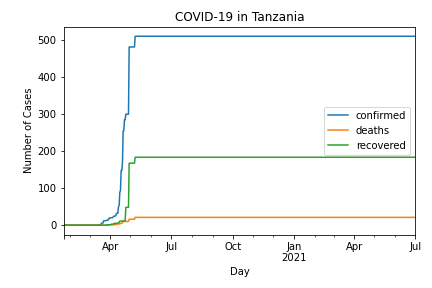 COVID-19 in Tanzania
Number of Cases
500
400
300
200
100
0
confirmed
deaths
recovered
Apr
Jul
Oct
Jan
2021
Apr
Jul
Day